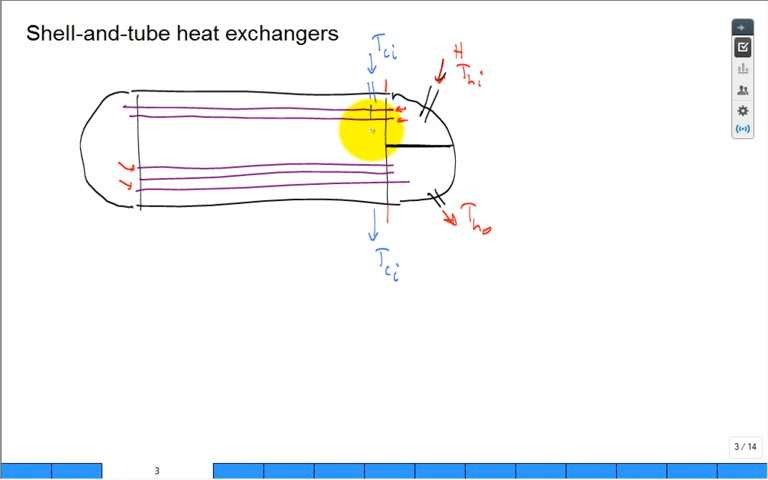 Shell-and-tube heat exchangers
Tci
H
Thi
Tho
Tci
3 / 14
3